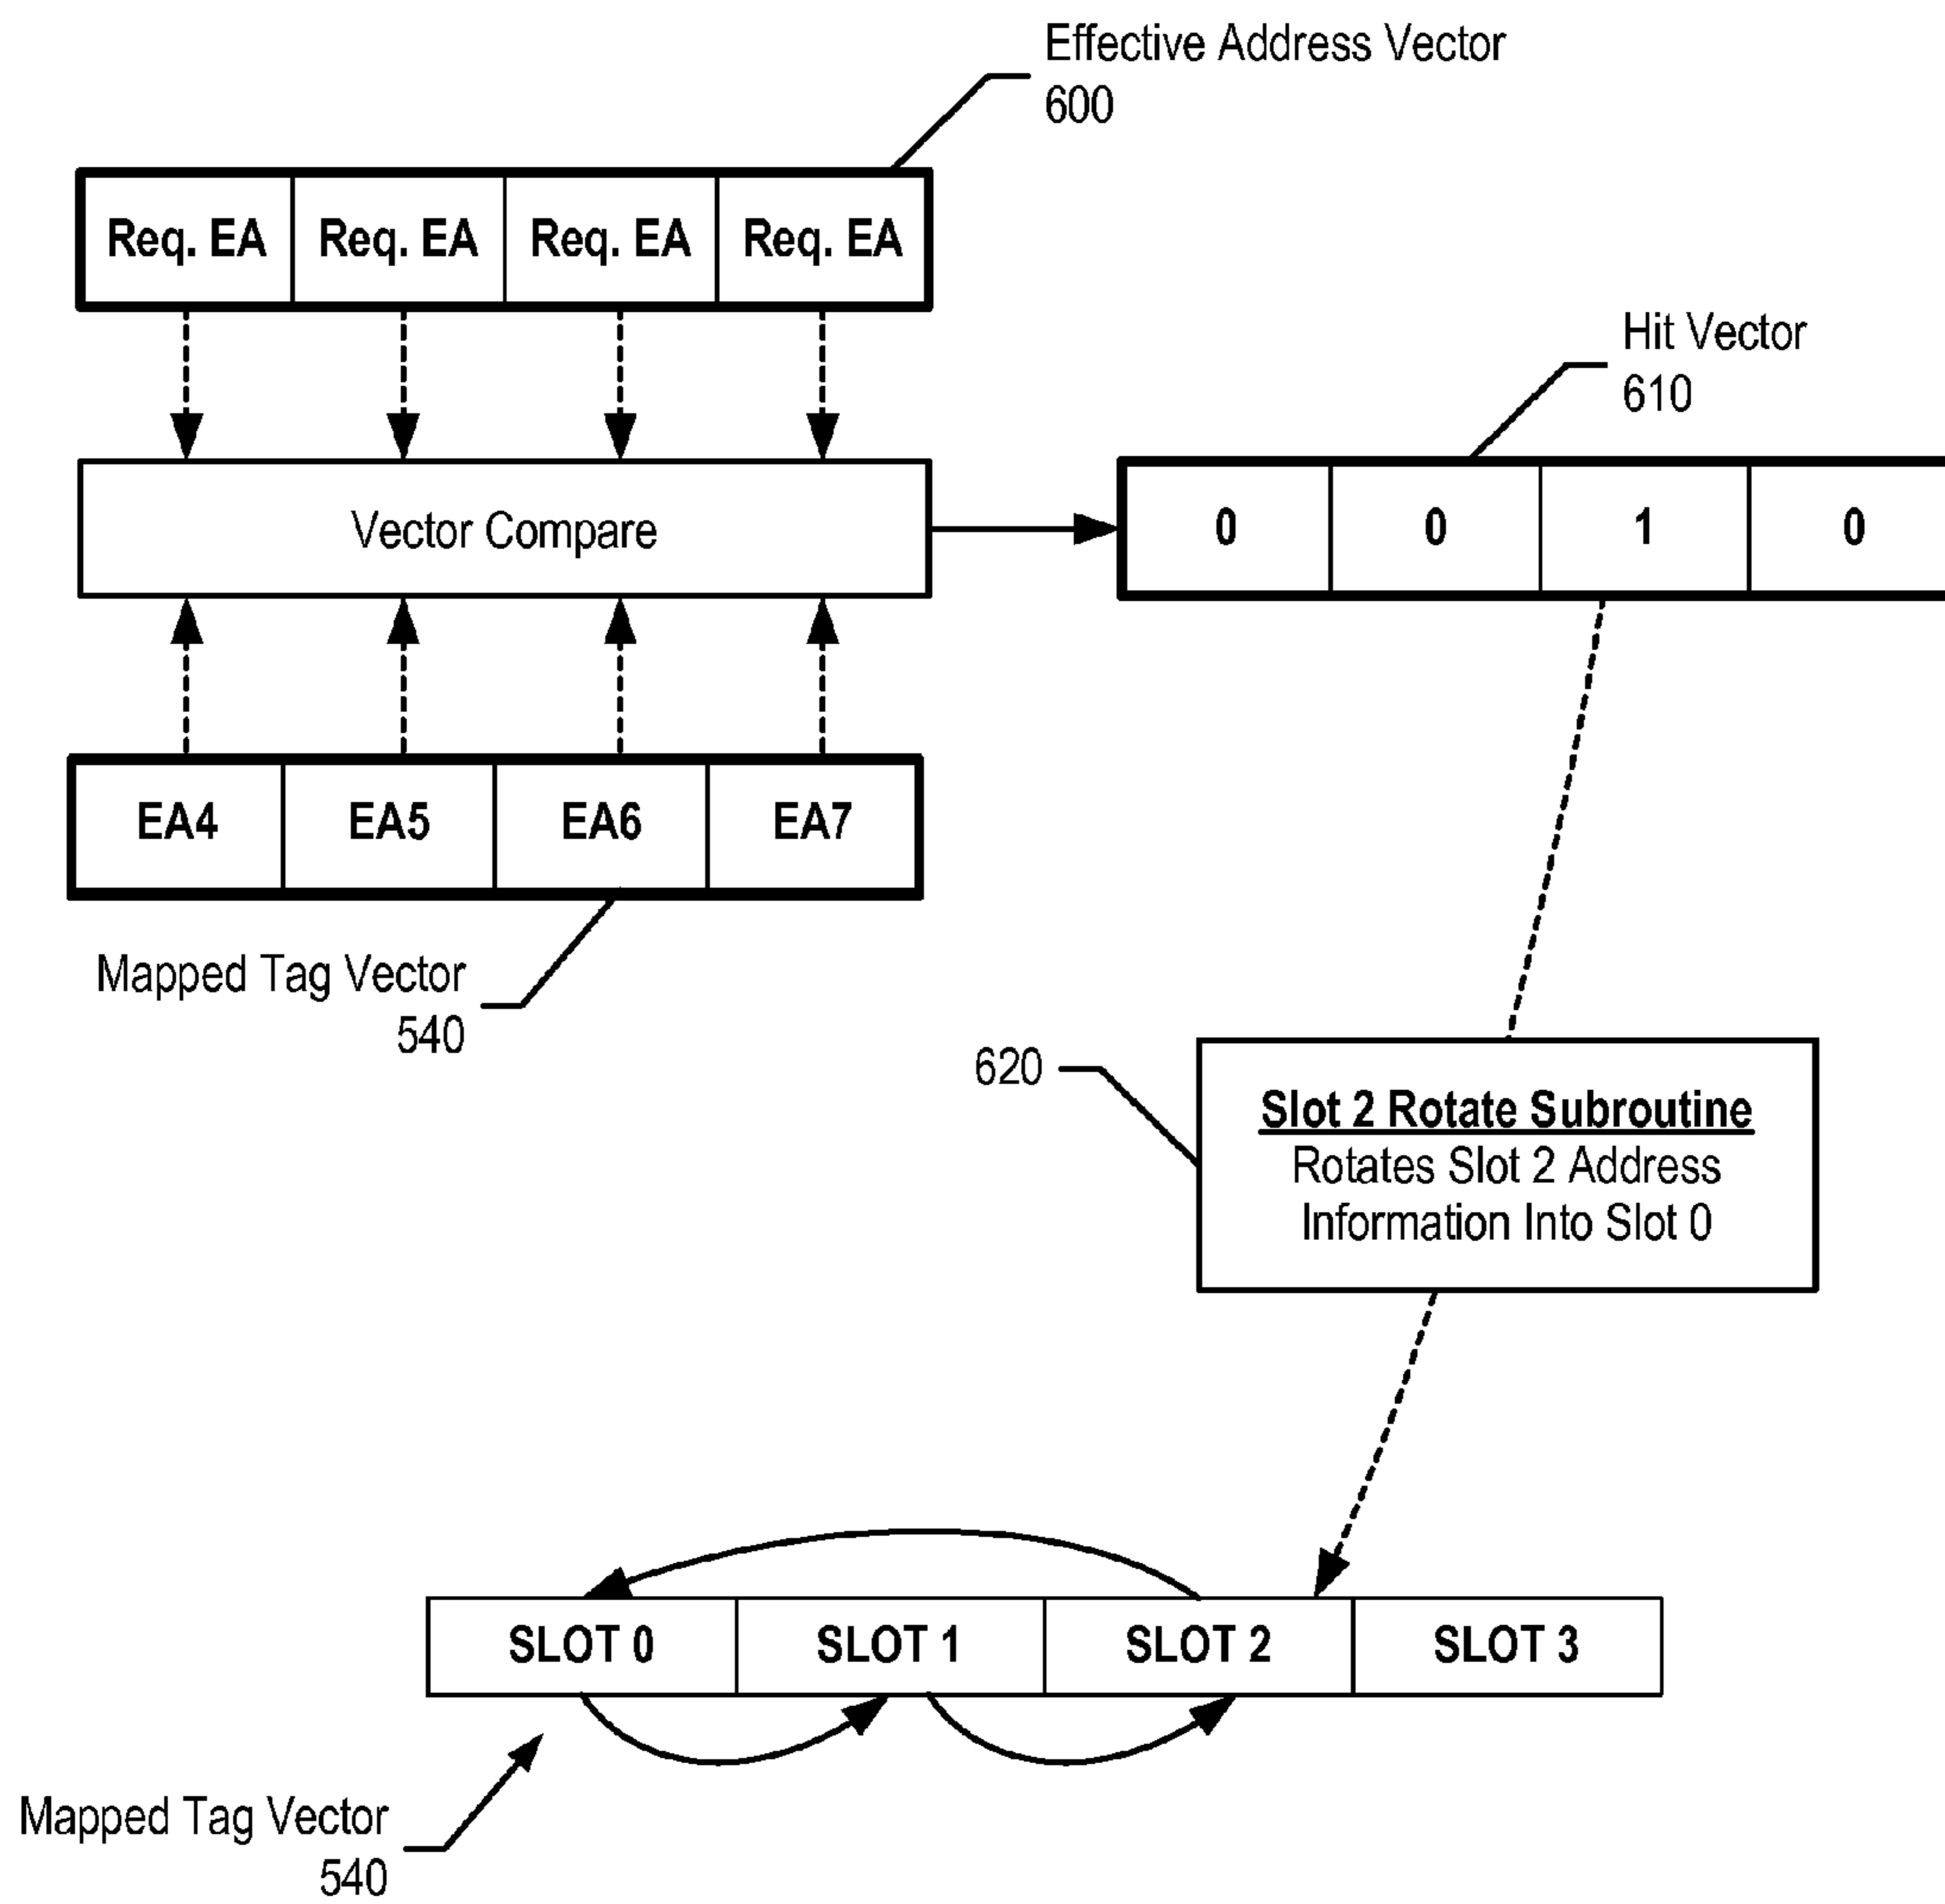 Effective Address Vector
600
Req. EA Req. EA Req. EA Req. EA
Hit Vector
610
Vector Compare
0 0 1 0
EA4 EA5 EA6 EA7
Mapped Tag Vector
540
620
Slot 2 Rotate Subroutine
Rotates Slot 2 Address
Information Into Slot 0
SLOT 0 SLOT 1 SLOT 2 SLOT 3
Mapped Tag Vector
540